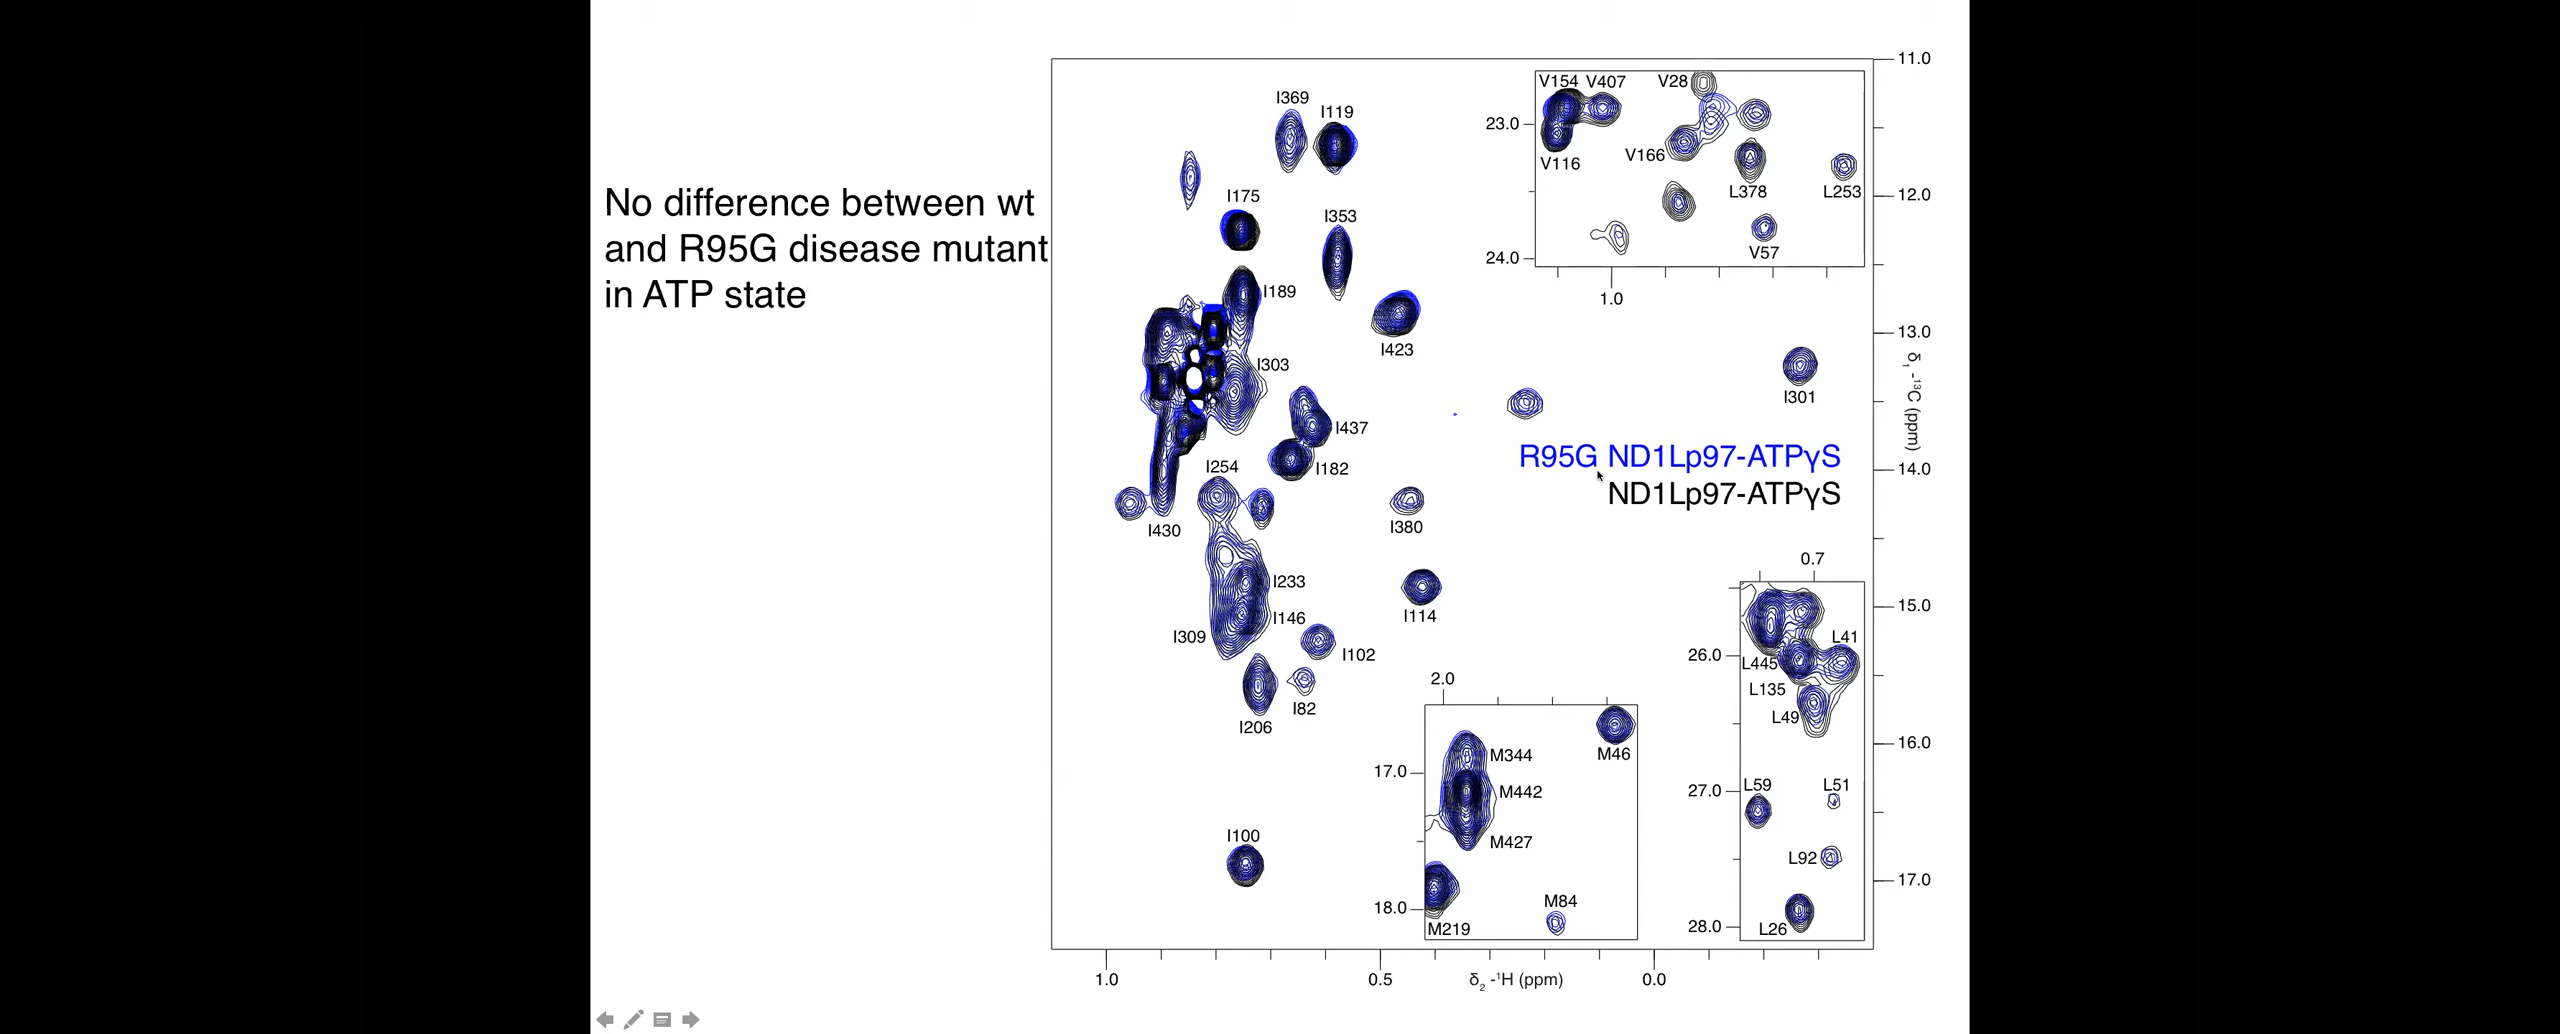 No difference between wt
and R95G disease mutant
in ATP state
I369
I119
I175
I353
I189
I423
I303
I437
I182
I254
I430
I380
I233
I146
I309
I114
I102
I82
I206
I100
I301
R95G ND1Lp97-ATPγS
ND1Lp97-ATPγS
V154 V407 V28
23.0
V116
V166
L378
L253
V57
24.0
1.0
2.0
M46
M344
17.0
M442
M427
18.0
M84
M219
0.7
L41
26.0
L445
L135
L49
L59
L51
27.0
L92
L26
28.0
11.0
12.0
13.0
14.0
15.0
16.0
17.0
δ1 -13C (ppm)
1.0
0.5
0.0
δ2 -1H (ppm)